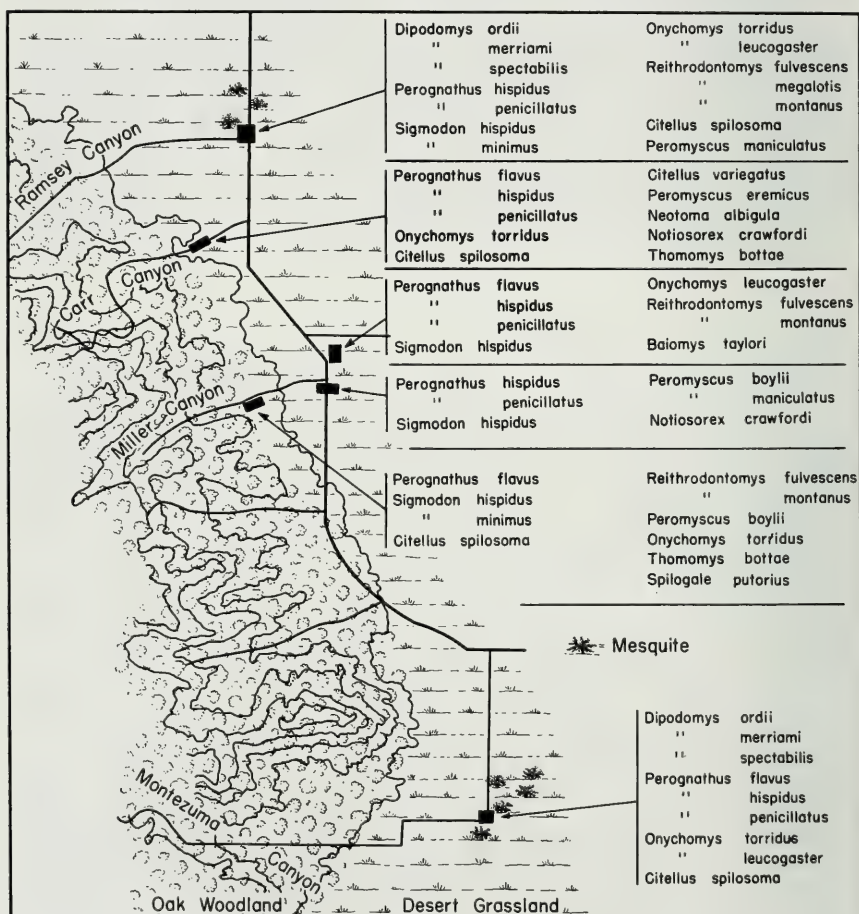 Dipodomys ordii
" merriami
" spectabilis
Perognathus hispidus
" penicillatus
Sigmodon hispidus
" minimus
Onychomys torridus
" leucogaster
Reithrodontomys fulvescens
" megalotis
" montanus
Citellus spilosoma
Peromyscus maniculatus
Ramsey Canyon
Perognathus flavus
" hispidus
" penicillatus
Onychomys torridus
Citellus spilosoma
Citellus variegatus
Peromyscus eremicus
Neotoma albigula
Notiosorex crawfordi
Thomomys bottae
Carr Canyon
Perognathus flavus
" hispidus
" penicillatus
Sigmodon hispidus
Onychomys leucogaster
Reithrodontomys fulvescens
" montanus
Baiomys taylori
Miller Canyon
Perognathus hispidus
" penicillatus
Sigmodon hispidus
Peromyscus boylii
" maniculatus
Notiosorex crawfordi
Perognathus flavus
Sigmodon hispidus
" minimus
Citellus spilosoma
Reithrodontomys fulvescens
" montanus
Peromyscus boylii
Onychomys torridus
Thomomys bottae
Spilogale putorius
Mesquite
Dipodomys ordii
" merriami
" spectabilis
Perognathus flavus
" hispidus
" penicillatus
Onychomys torridus
" leucogaster
Citellus spilosoma
Montezuma Canyon
Oak Woodland
Desert Grassland